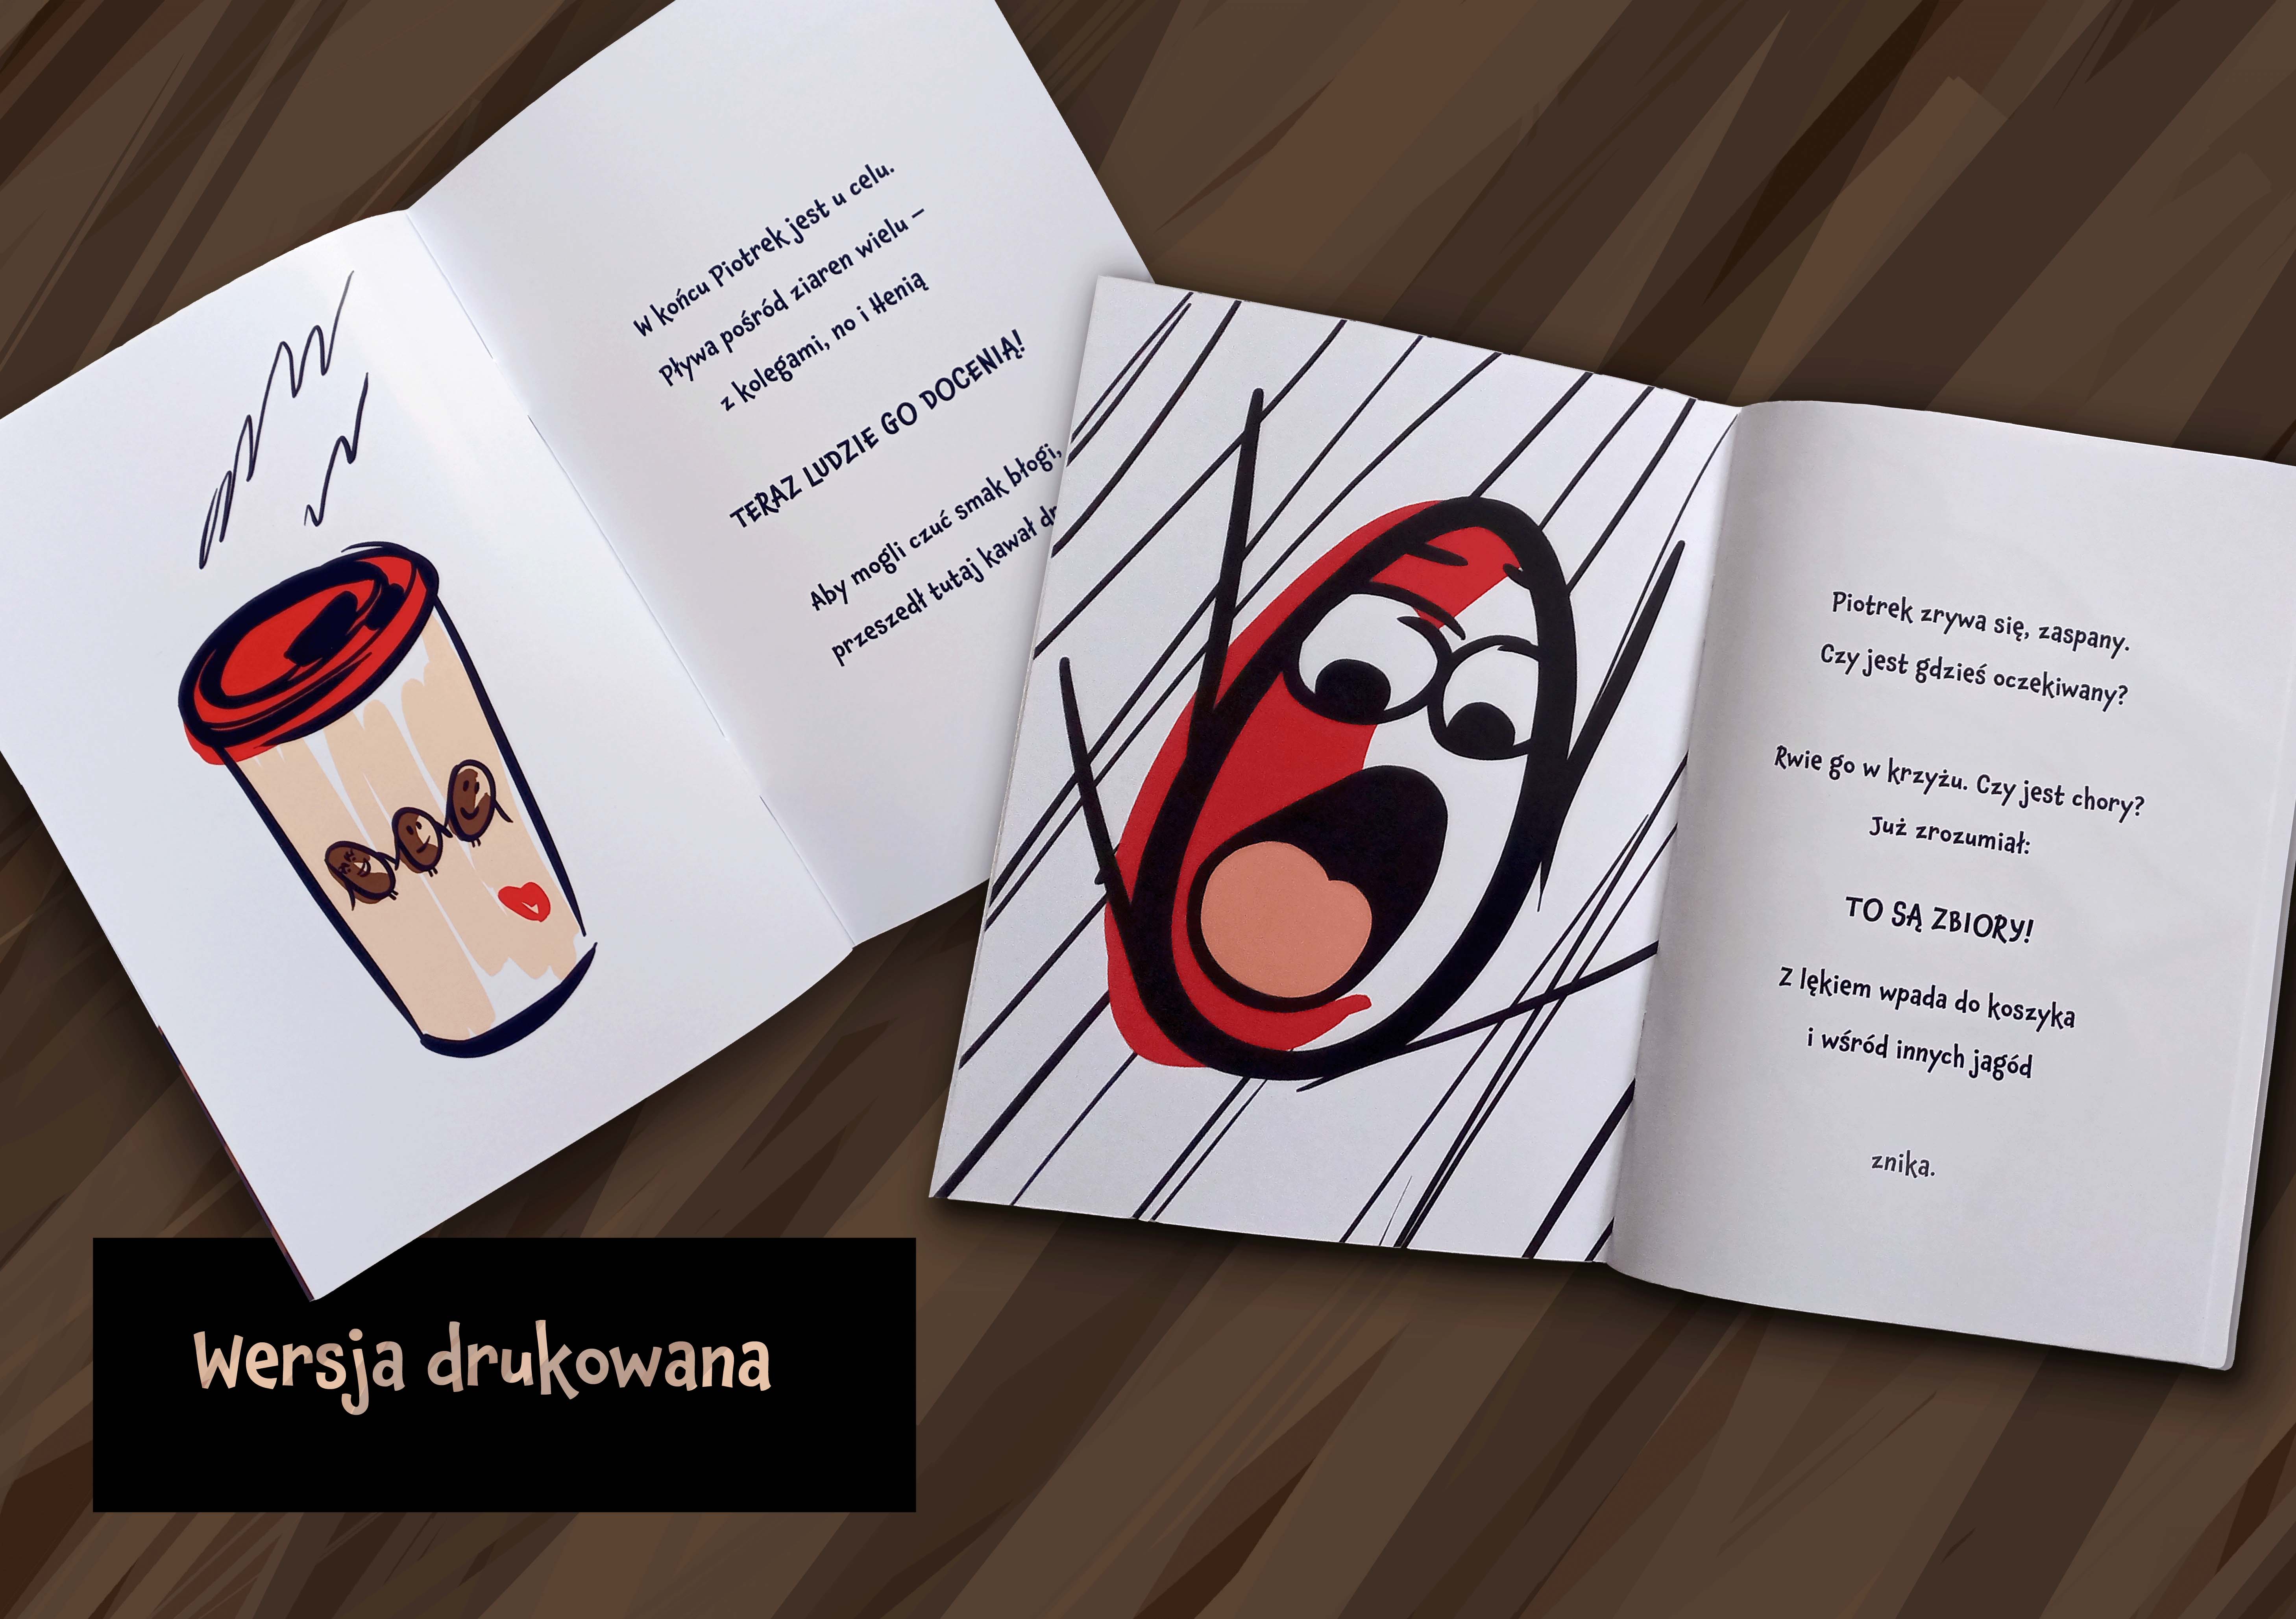 W końcu Piotrek jest u celu.
Pływa pośród ziaren wielu –
z kolegami, no i Henią
TERAZ LUDZIE GO DOCENIĄ!
Aby mogli czuć smak błogi,
przeszedł tutaj kawał
Piotrek zrywa się, zaspany.
Czy jest gdzieś oczekiwany?
Rwie go w krzyżu. Czy jest chory?
Już zrozumiał:
TO SĄ ZBIORY!
Z lękiem wpada do koszyka
i wśród innych jagód
znika.
Wersja drukowana